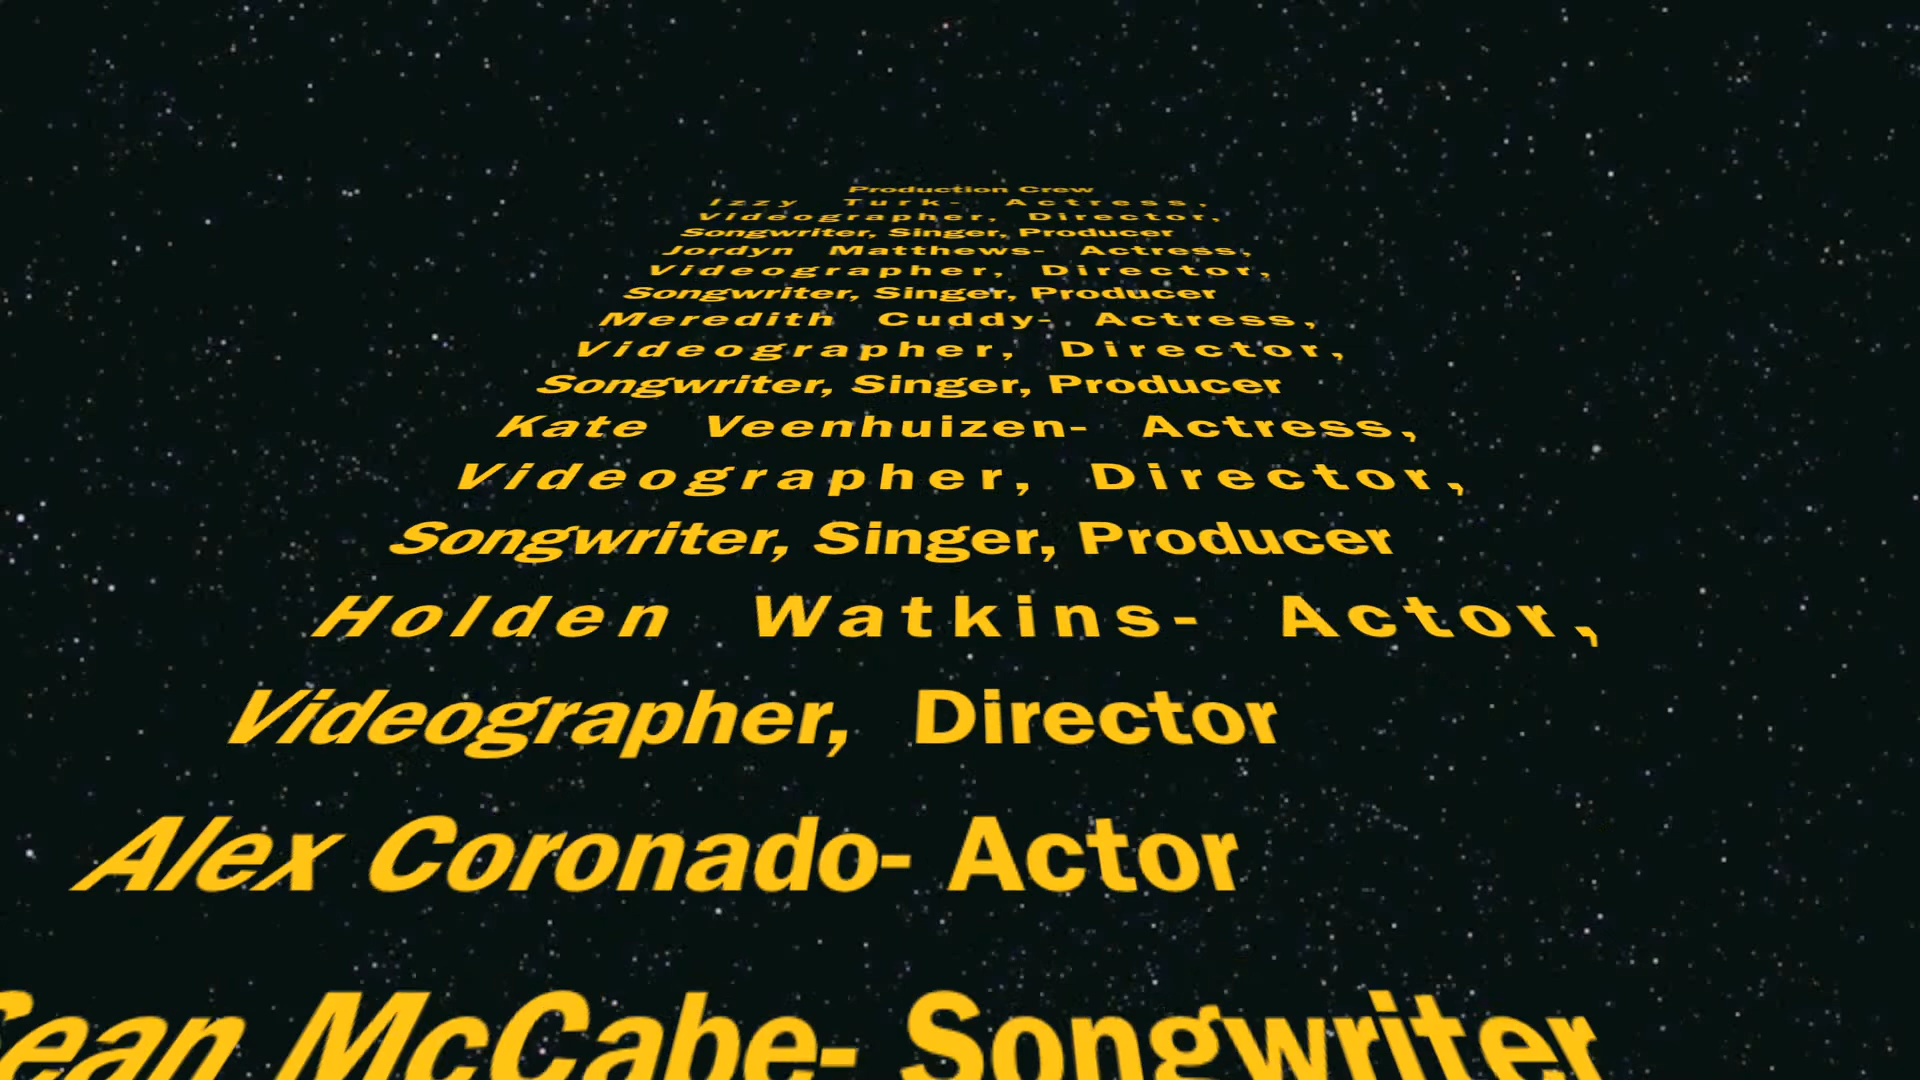 Production Crew
Izzy Turk- Actress,
Videographer, Director,
Songwriter, Singer, Producer
Jordyn Matthews- Actress,
Videographer, Director,
Songwriter, Singer, Producer
Meredith Cuddy- Actress,
Videographer, Director,
Songwriter, Singer, Producer
Kate Veenhuizen- Actress,
Videographer, Director,
Songwriter, Singer, Producer
Holden Watkins- Actor,
Videographer, Director
Alex Coronado- Actor
Sean McCabe- Songwriter